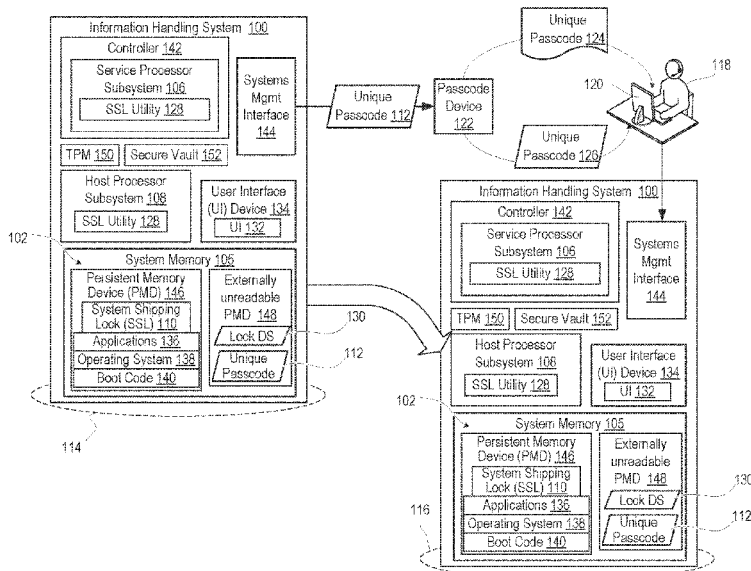 Information Handling System 100
Controller 142
Service Processor
Subsystem 106
SSL Utility 128
Systems
Mgmt
Interface
144
TPM 150
Secure Vault 152
Host Processor
Subsystem 108
SSL Utility 128
User Interface
(UI) Device 134
UI 132
102
System Memory 105
Persistent Memory
Device (PMD) 146
System Shipping
Lock (SSL) 110
Applications 136
Operating System 138
Boot Code 140
Externally
unreadable
PMD 148
Lock DS
Unique
Passcode
130
112
114
Unique
Passcode 112
Passcode
Device
122
Unique
Passcode 124
Unique
Passcode 126
120
118
Information Handling System 100
Controller 142
Service Processor
Subsystem 106
SSL Utility 128
Systems
Mgmt
Interface
144
TPM 150
Secure Vault 152
Host Processor
Subsystem 108
SSL Utility 128
User Interface
(UI) Device 134
UI 132
102
System Memory 105
Persistent Memory
Device (PMD) 146
System Shipping
Lock (SSL) 110
Applications 136
Operating System 138
Boot Code 140
Externally
unreadable
PMD 148
Lock DS
Unique
Passcode
130
112
116